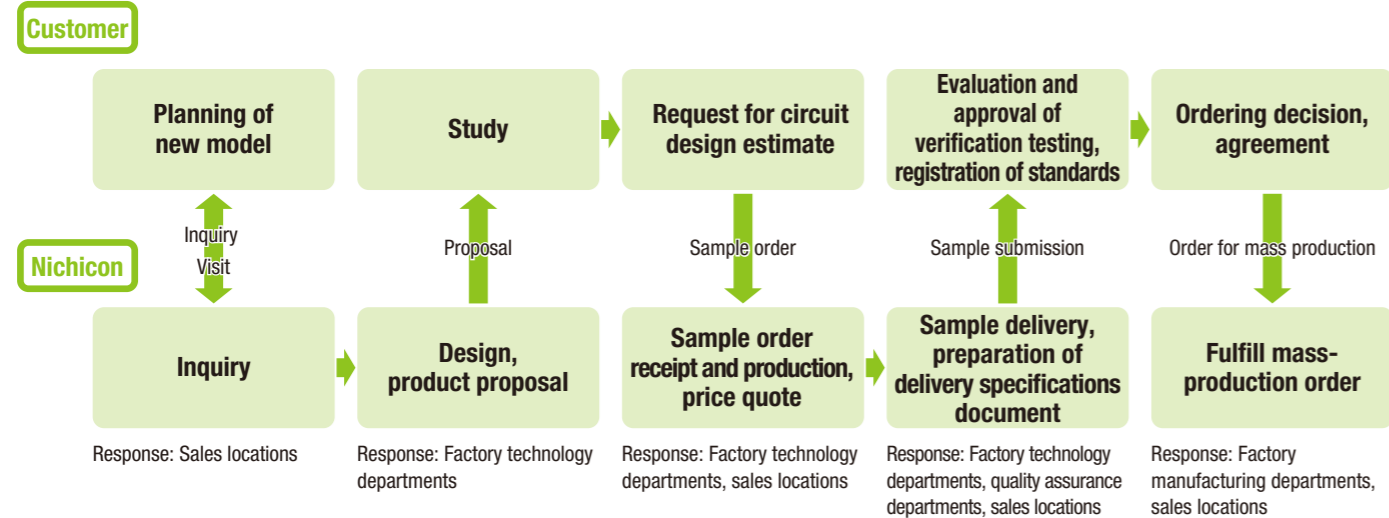 Customer
Planning of
new model
Study
Request for circuit
design estimate
Evaluation and
approval of
verification testing,
registration of standards
Ordering decision,
agreement
Inquiry
Visit
Proposal
Sample order
Sample submission
Order for mass production
Nichicon
Inquiry
Design,
product proposal
Sample order
receipt and production,
price quote
Sample delivery,
preparation of
delivery specifications
document
Fulfill mass-
production order
Response: Sales locations
Response: Factory technology
departments
Response: Factory technology
departments, sales locations
Response: Factory technology
departments, quality assurance
departments, sales locations
Response: Factory
manufacturing departments,
sales locations